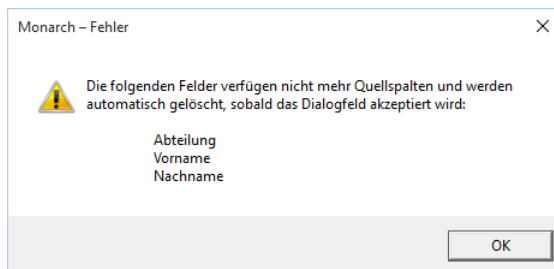 Monarch – Fehler
Die folgenden Felder verfügen nicht mehr Quellspalten und werden
automatisch gelöscht, sobald das Dialogfeld akzeptiert wird:
Abteilung
Vorname
Nachname
OK